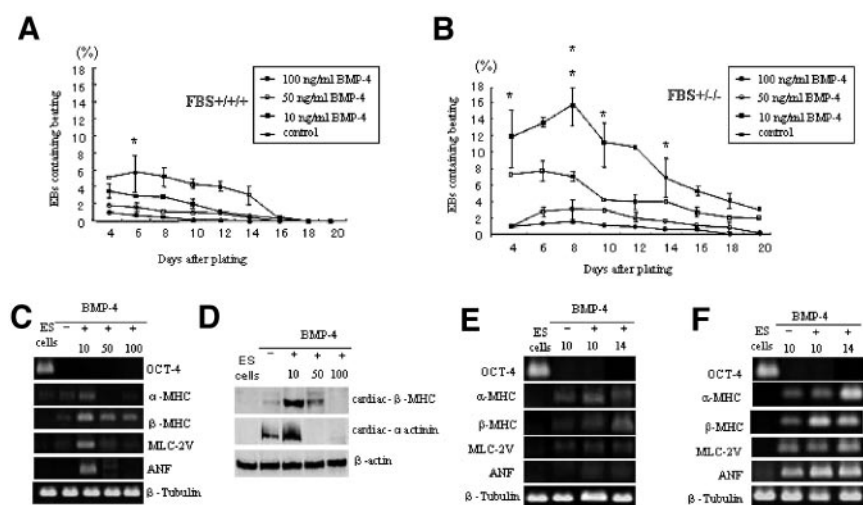 A
(%)
18
16
14
12
10
8
6
4
2
0
EBs containing beating
FBS+/+/+
100 ng/ml BMP-4
50 ng/ml BMP-4
10 ng/ml BMP-4
control
*
4 6 8 10 12 14 16 18 20
Days after plating
B
(%)
18
16
14
12
10
8
6
4
2
0
EBs containing beating
FBS+/-/-
100 ng/ml BMP-4
50 ng/ml BMP-4
10 ng/ml BMP-4
control
* * * * *
4 6 8 10 12 14 16 18 20
Days after plating
C
BMP-4
ES cells − + + +
10 50 100
OCT-4
α-MHC
β-MHC
MLC-2V
ANF
β-Tubulin
D
BMP-4
ES cells − + + +
10 50 100
cardiac-β-MHC
cardiac-α actinin
β-actin
E
BMP-4
ES cells − + +
10 10 14
OCT-4
α-MHC
β-MHC
MLC-2V
ANF
β-Tubulin
F
BMP-4
ES cells − + +
10 10 14
OCT-4
α-MHC
β-MHC
MLC-2V
ANF
β-Tubulin